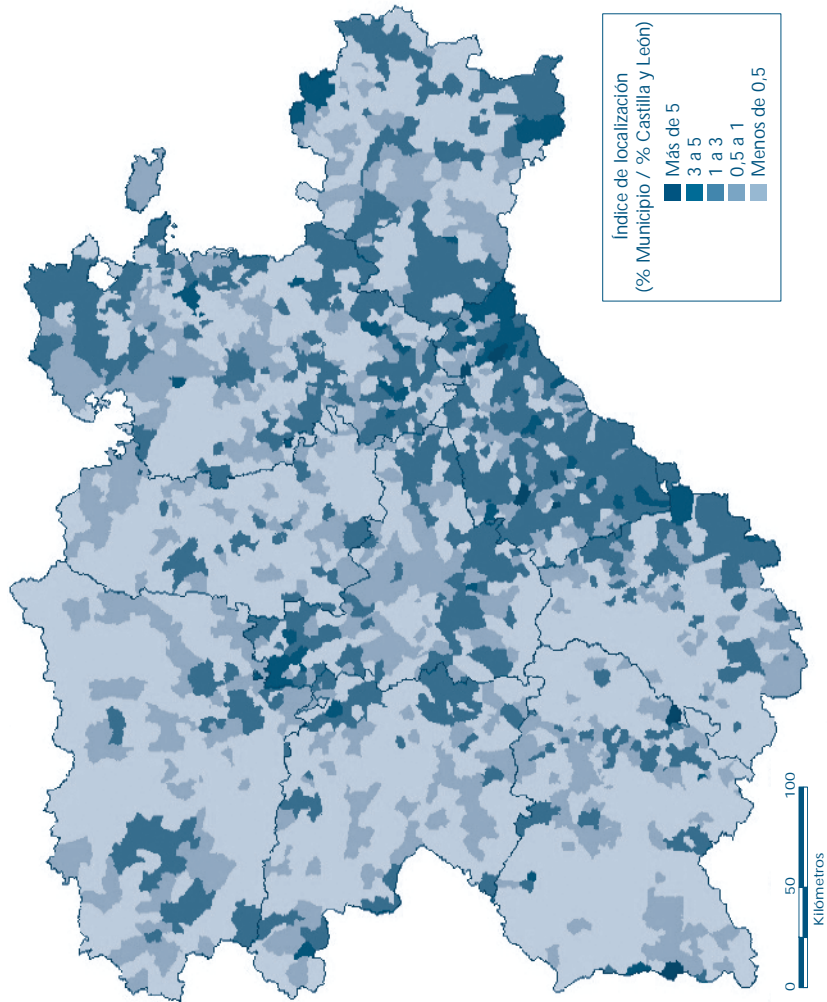 Índice de localización
(% Municipio / % Castilla y León)
Más de 5
3 a 5
1 a 3
0,5 a 1
Menos de 0,5
0 50 100
Kilómetros